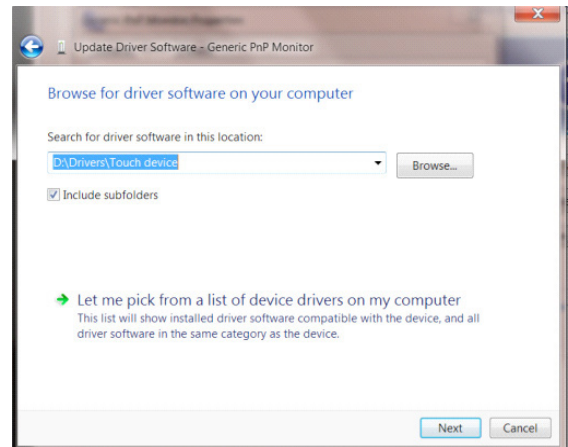 Update Driver Software - Generic PnP Monitor
Browse for driver software on your computer
Search for driver software in this location:
D:\Drivers\Touch device
Browse...
Include subfolders
Let me pick from a list of device drivers on my computer
This list will show installed driver software compatible with the device, and all
driver software in the same category as the device.
Next
Cancel